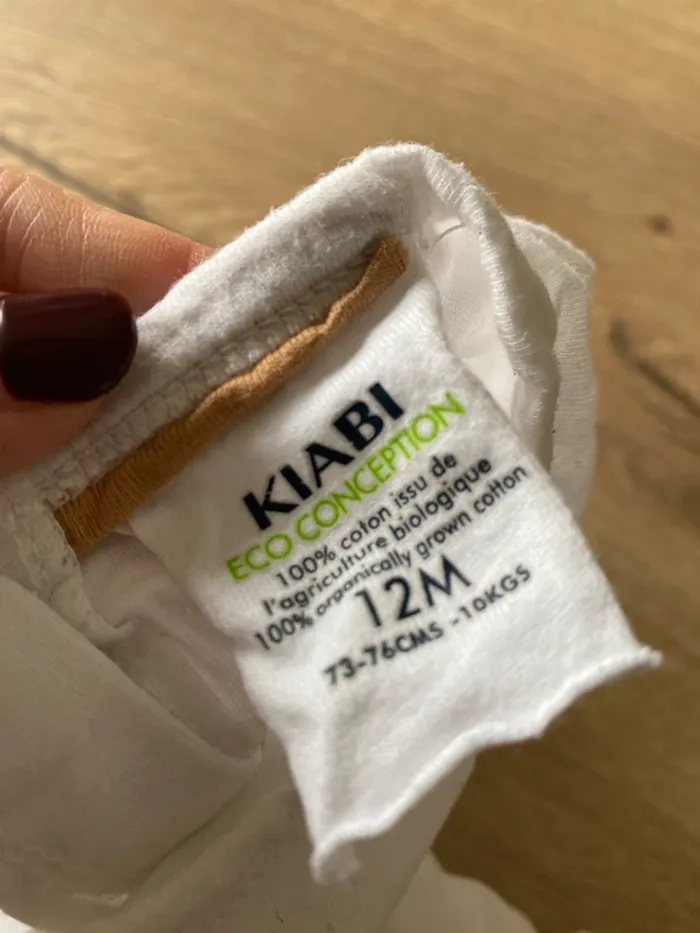 KIABI
ECO CONCEPTION
100% coton issu de
l'agriculture biologique
100% organically grown cotton
12M
73-76CMS -10KGS